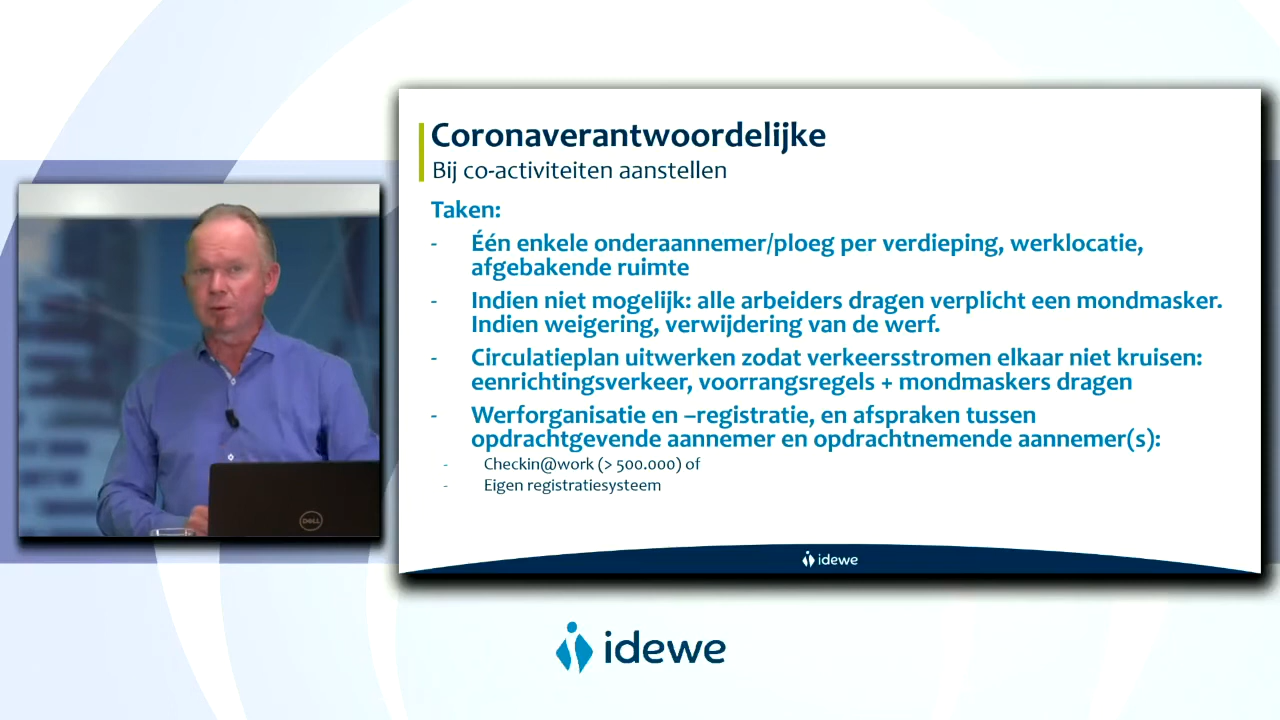 Coronaverantwoordelijke
Bij co-activiteiten aanstellen
Taken:
- Één enkele onderaannemer/ploeg per verdieping, werklocatie,
afgebakende ruimte
- Indien niet mogelijk: alle arbeiders dragen verplicht een mondmasker.
Indien weigering, verwijdering van de werf.
- Circulatieplan uitwerken zodat verkeersstromen elkaar niet kruisen:
eenrichtingsverkeer, voorrangsregels + mondmaskers dragen
- Werforganisatie en –registratie, en afspraken tussen
opdrachtgevende aannemer en opdrachtnemende aannemer(s):
- Checkin@work (> 500.000) of
- Eigen registratiesysteem
DELL
idewe
idewe